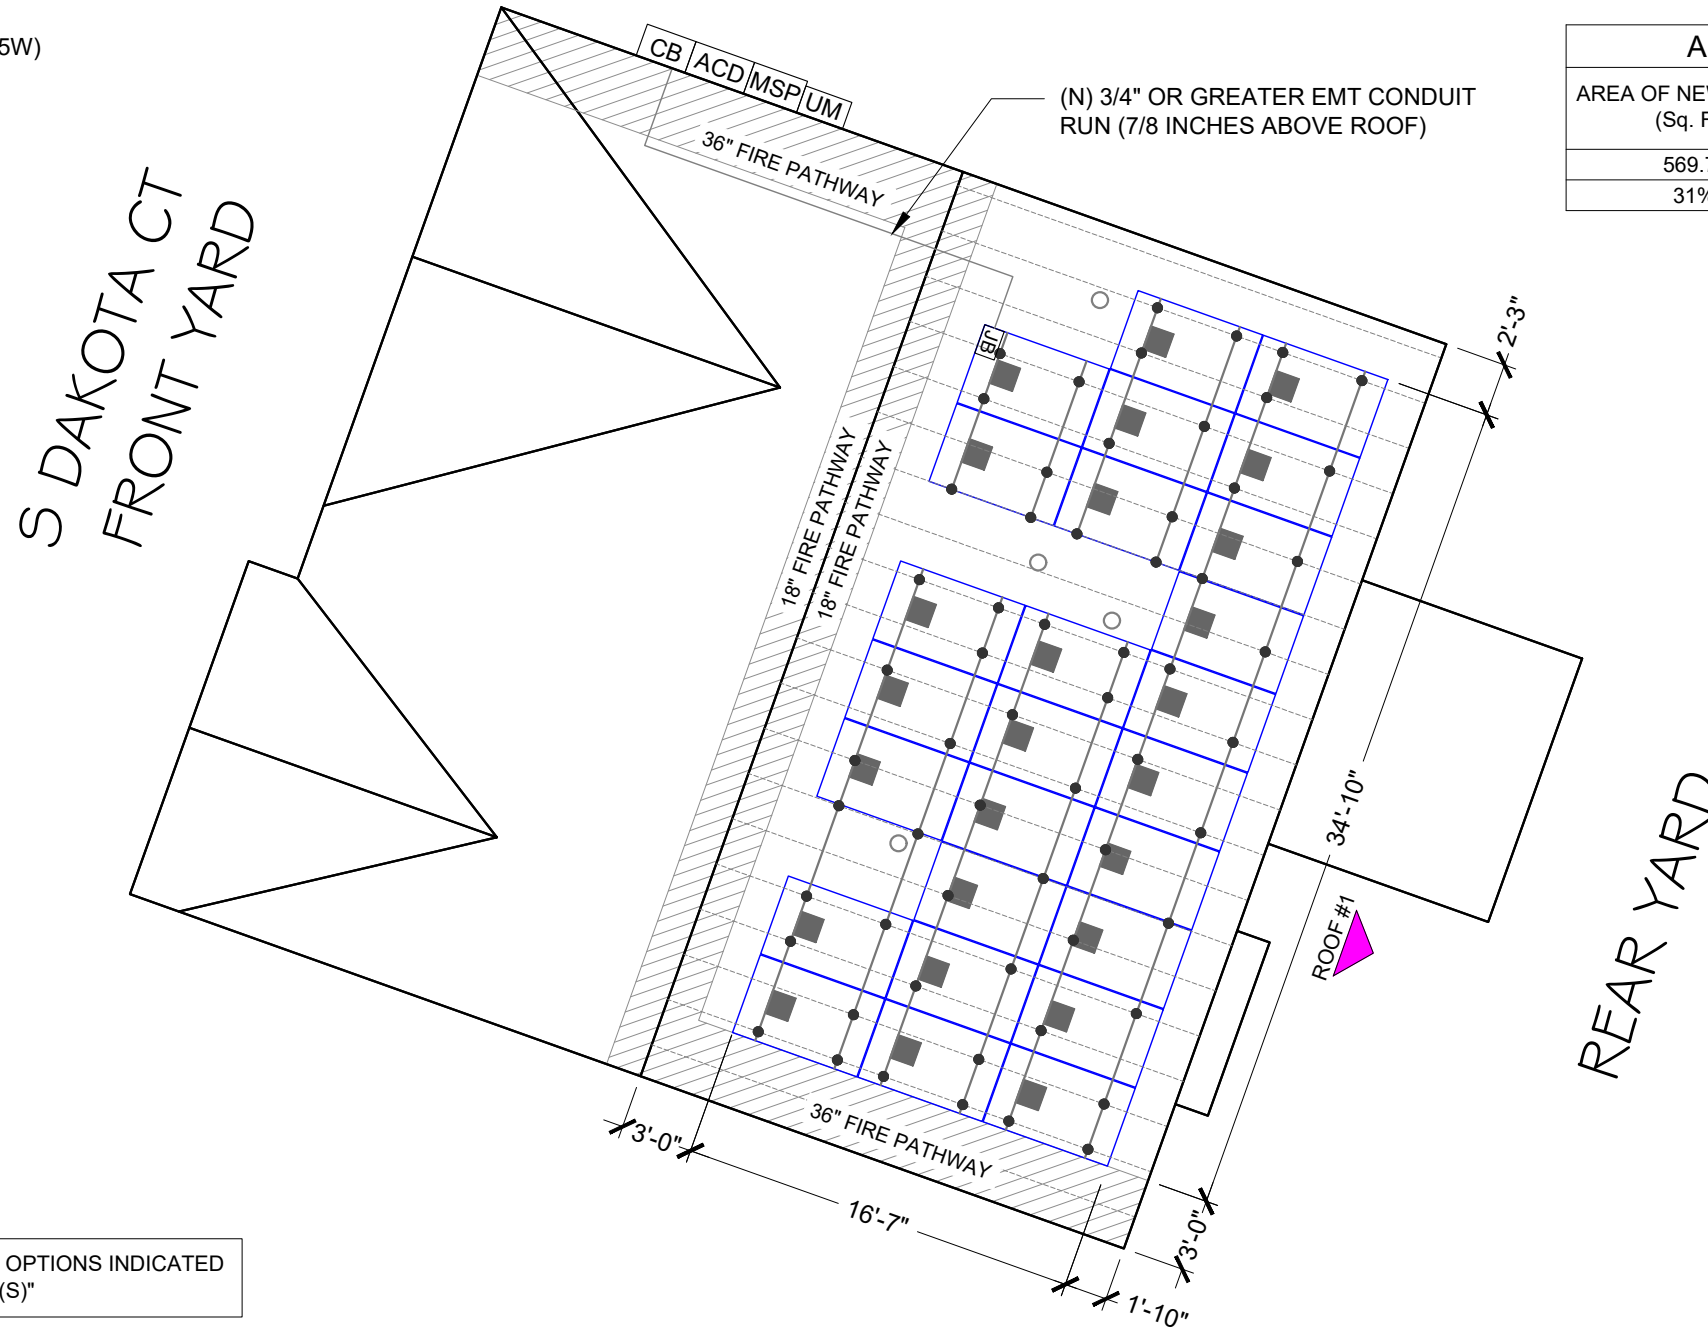 5W)
CB
ACD
MSP
UM
36" FIRE PATHWAY
(N) 3/4" OR GREATER EMT CONDUIT
RUN (7/8 INCHES ABOVE ROOF)
A
AREA OF NE
(Sq. F
569.
31%
S DAKOTA CT
FRONT YARD
2'-3"
JB
18" FIRE PATHWAY
18" FIRE PATHWAY
34'-10"
ROOF #1
REAR YARD
36" FIRE PATHWAY
3'-0"
16'-7"
3'-0"
1'-10"
OPTIONS INDICATED
(S)"